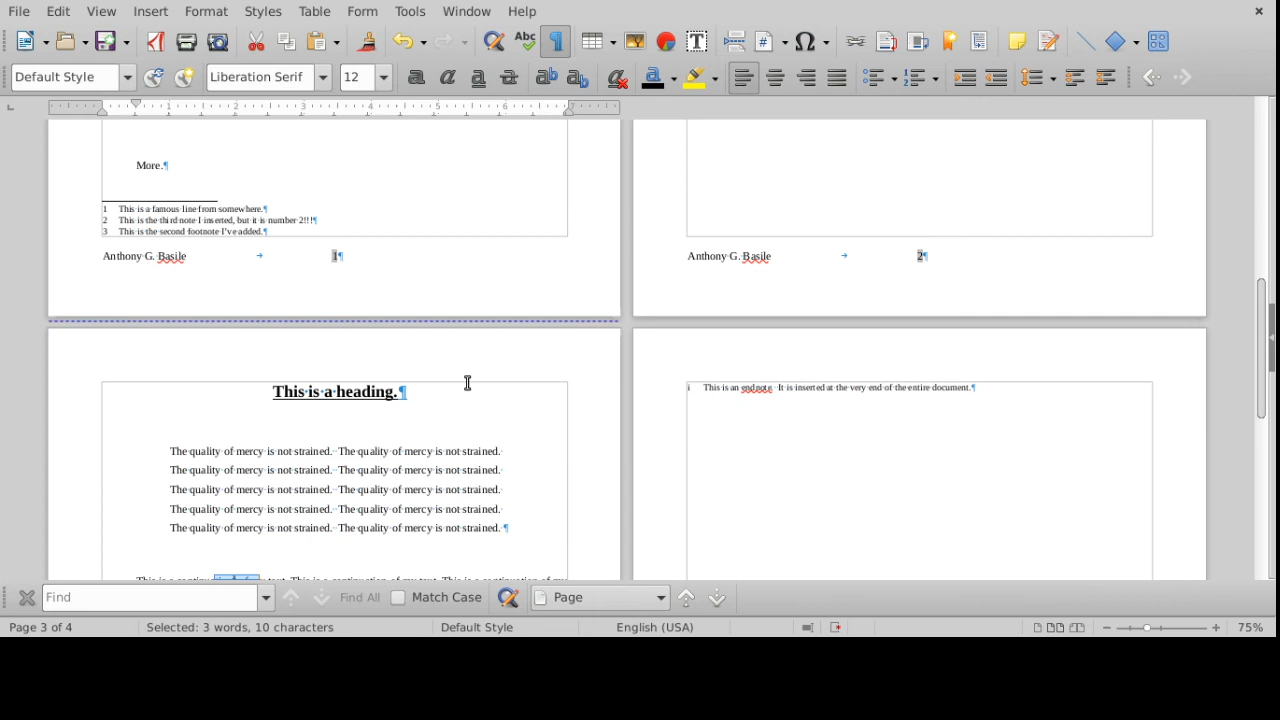 File Edit View Insert Format Styles Table Form Tools Window Help
Default Style Liberation Serif 12
1 2 3 4 5 6 7
More.¶
1 This is a famous line from somewhere.¶
2 This is the third note I inserted, but it is number 2!!!¶
3 This is the second footnote I've added.¶
Anthony G. Basile → 1¶
Anthony G. Basile → 2¶
This is a heading.¶
The quality of mercy is not strained. The quality of mercy is not strained.
The quality of mercy is not strained. The quality of mercy is not strained.
The quality of mercy is not strained. The quality of mercy is not strained.
The quality of mercy is not strained. The quality of mercy is not strained.
The quality of mercy is not strained. The quality of mercy is not strained. ¶
i This is an endnote. It is inserted at the very end of the entire document.¶
Find Find All Match Case Page
Page 3 of 4 Selected: 3 words, 10 characters Default Style English (USA) 75%